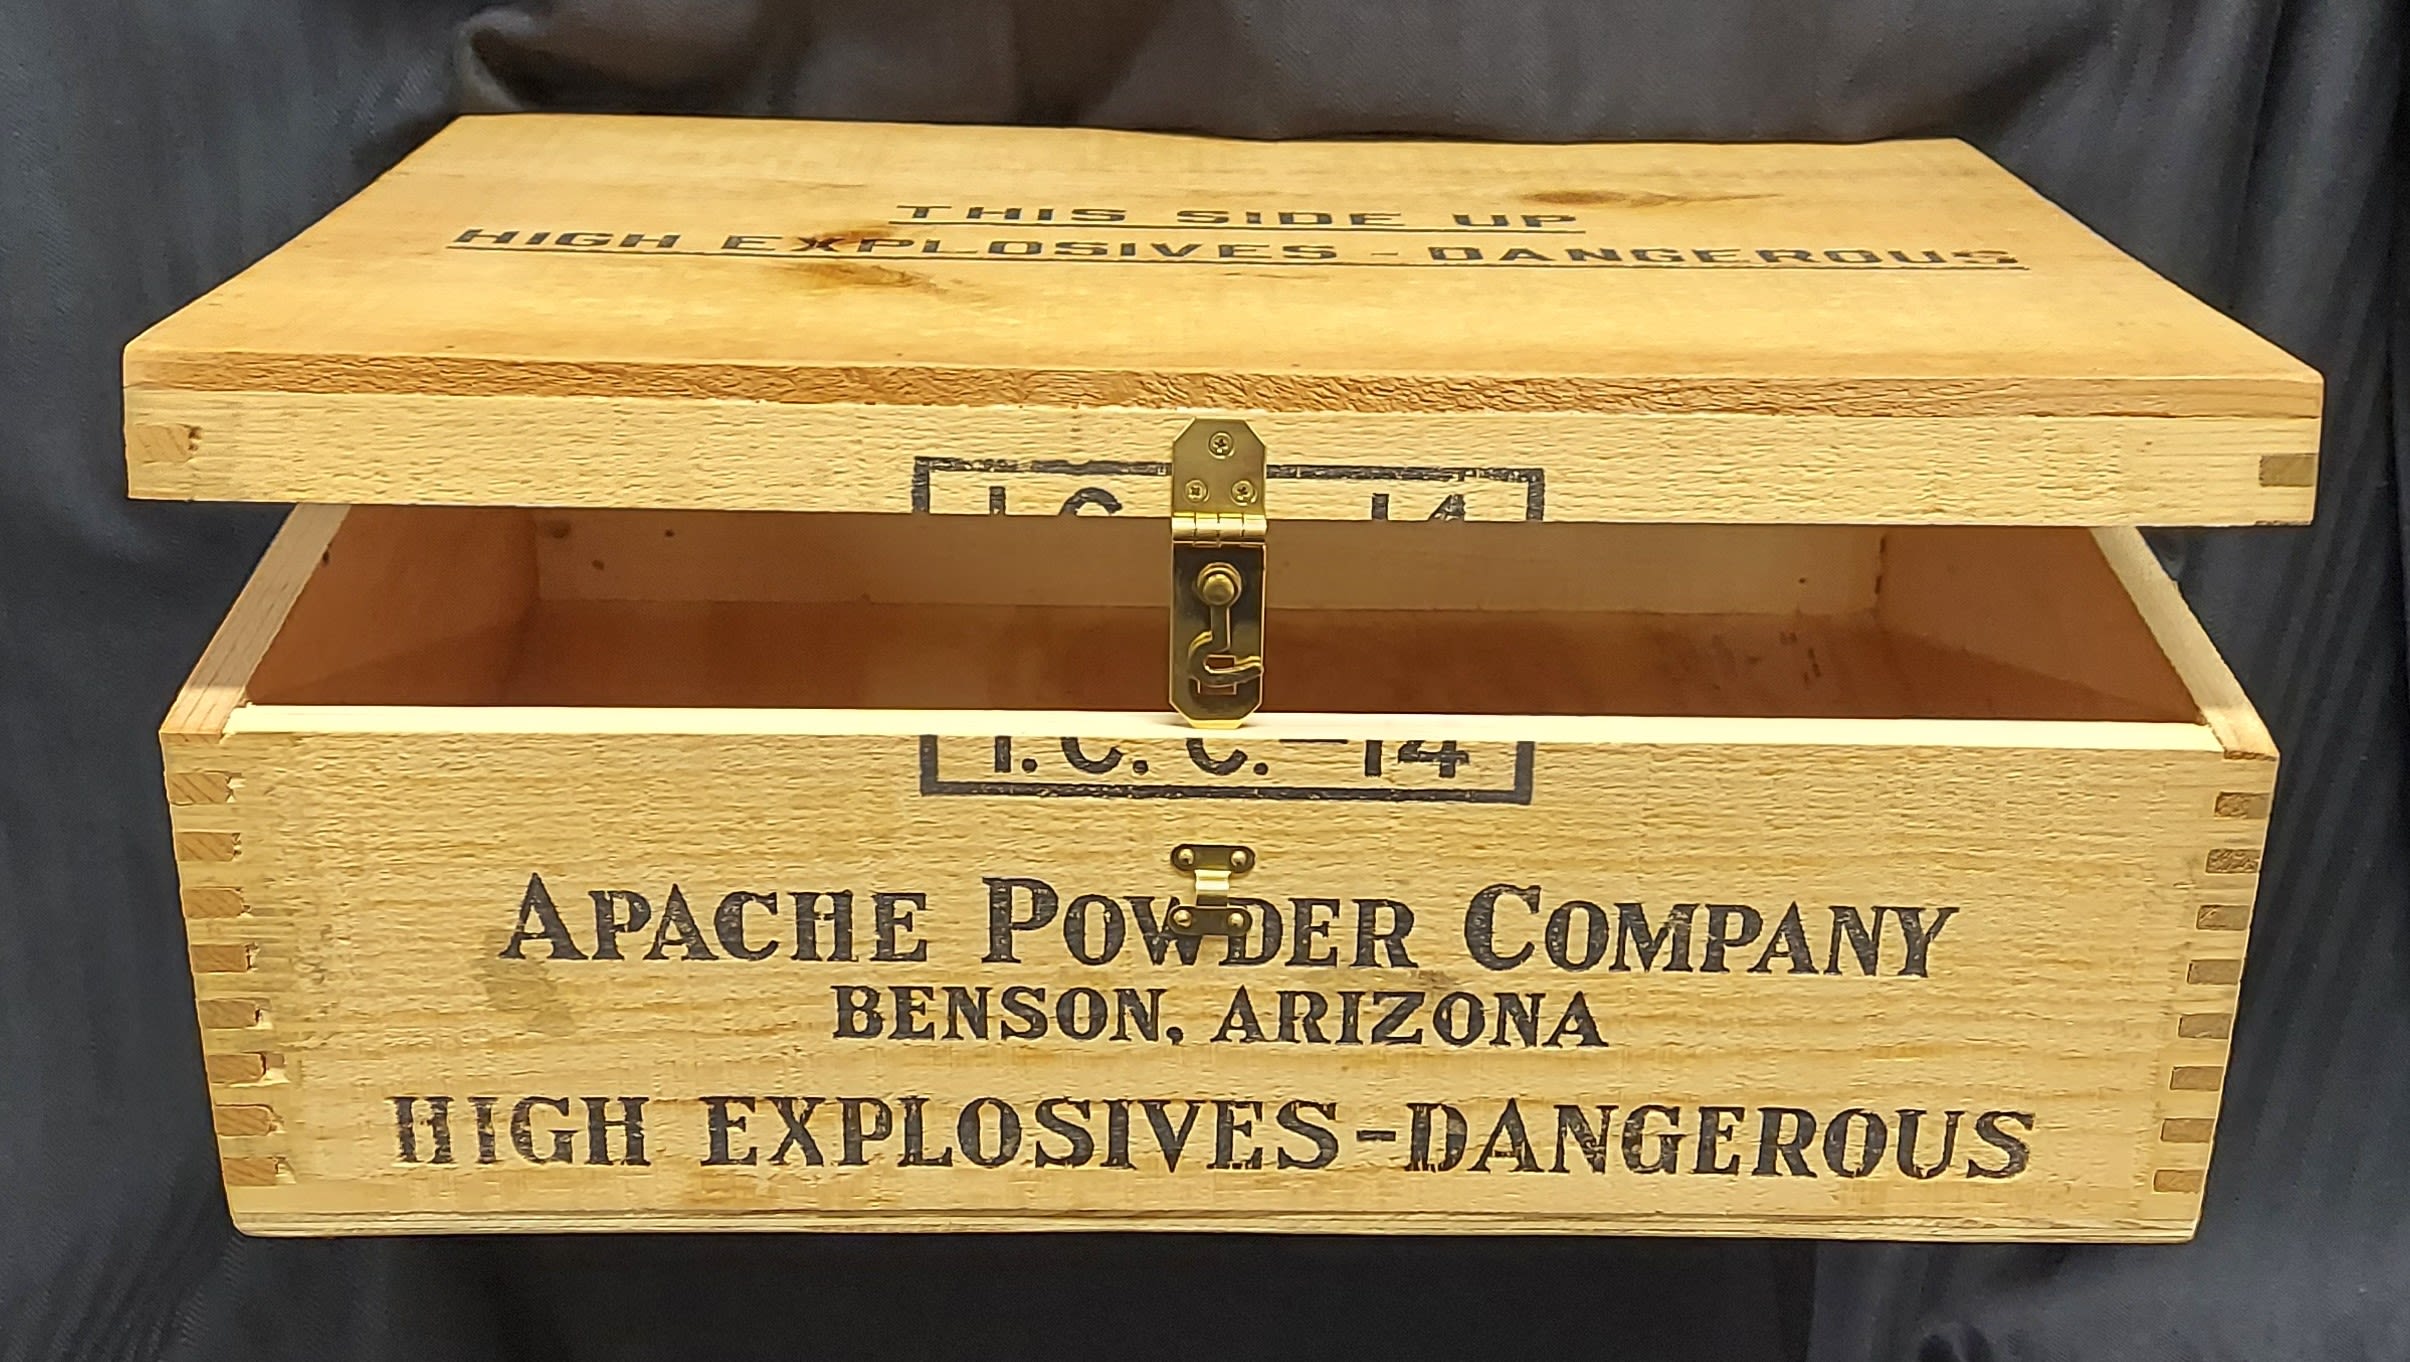 THIS SIDE UP
HIGH EXPLOSIVES - DANGEROUS
I.C.C.-14
APACHE POWDER COMPANY
BENSON, ARIZONA
HIGH EXPLOSIVES-DANGEROUS